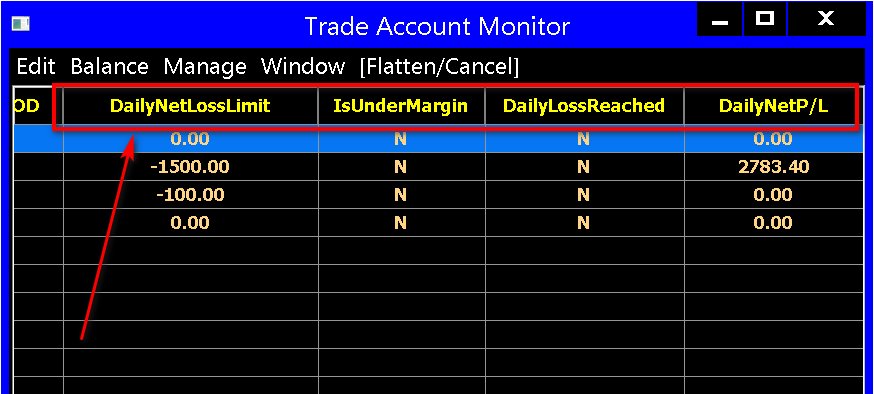 Trade Account Monitor
Edit Balance Manage Window [Flatten/Cancel]
OD DailyNetLossLimit IsUnderMargin DailyLossReached DailyNetP/L
0.00 N N 0.00
-1500.00 N N 2783.40
-100.00 N N 0.00
0.00 N N 0.00